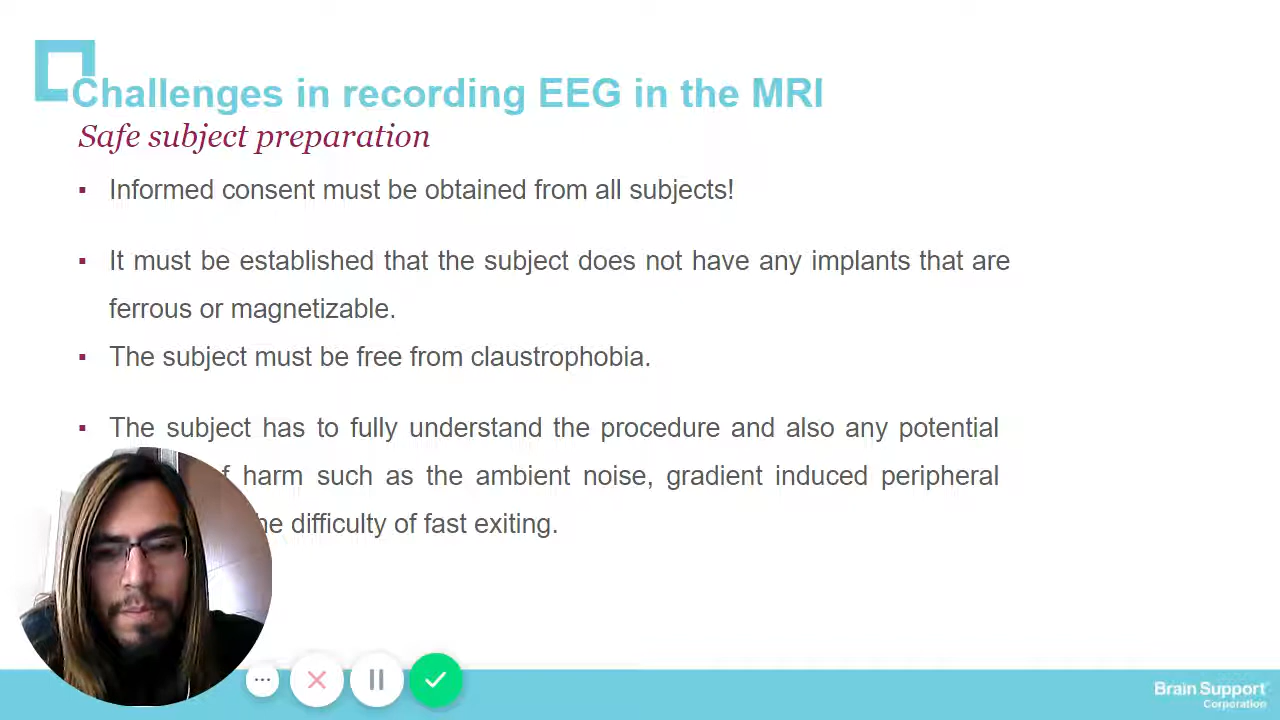 Challenges in recording EEG in the MRI
Safe subject preparation
▪ Informed consent must be obtained from all subjects!
▪ It must be established that the subject does not have any implants that are
ferrous or magnetizable.
▪ The subject must be free from claustrophobia.
▪ The subject has to fully understand the procedure and also any potential
harm such as the ambient noise, gradient induced peripheral
difficulty of fast exiting.
Brain Support
Corporation